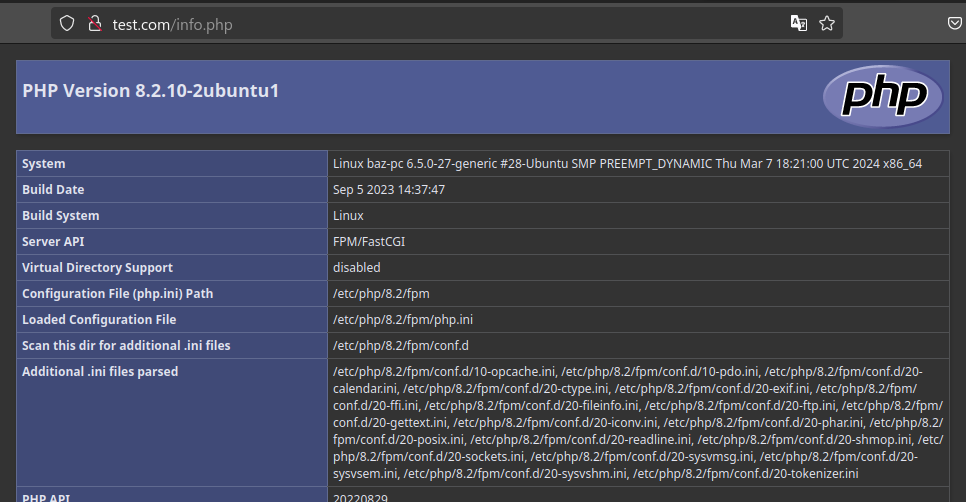 test.com/info.php
PHP Version 8.2.10-2ubuntu1
php
System Linux baz-pc 6.5.0-27-generic #28-Ubuntu SMP PREEMPT_DYNAMIC Thu Mar 7 18:21:00 UTC 2024 x86_64
Build Date Sep 5 2023 14:37:47
Build System Linux
Server API FPM/FastCGI
Virtual Directory Support disabled
Configuration File (php.ini) Path /etc/php/8.2/fpm
Loaded Configuration File /etc/php/8.2/fpm/php.ini
Scan this dir for additional .ini files /etc/php/8.2/fpm/conf.d
Additional .ini files parsed /etc/php/8.2/fpm/conf.d/10-opcache.ini, /etc/php/8.2/fpm/conf.d/10-pdo.ini, /etc/php/8.2/fpm/conf.d/20-
calendar.ini, /etc/php/8.2/fpm/conf.d/20-ctype.ini, /etc/php/8.2/fpm/conf.d/20-exif.ini, /etc/php/8.2/fpm/
conf.d/20-ffi.ini, /etc/php/8.2/fpm/conf.d/20-fileinfo.ini, /etc/php/8.2/fpm/conf.d/20-ftp.ini, /etc/php/8.2/fpm/
conf.d/20-gettext.ini, /etc/php/8.2/fpm/conf.d/20-iconv.ini, /etc/php/8.2/fpm/conf.d/20-phar.ini, /etc/php/8.2/
fpm/conf.d/20-posix.ini, /etc/php/8.2/fpm/conf.d/20-readline.ini, /etc/php/8.2/fpm/conf.d/20-shmop.ini, /etc/
php/8.2/fpm/conf.d/20-sockets.ini, /etc/php/8.2/fpm/conf.d/20-sysvmsg.ini, /etc/php/8.2/fpm/conf.d/20-
sysvsem.ini, /etc/php/8.2/fpm/conf.d/20-sysvshm.ini, /etc/php/8.2/fpm/conf.d/20-tokenizer.ini
PHP API 20220829